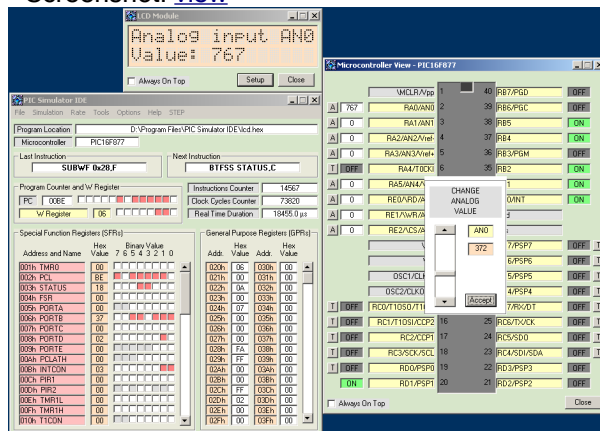 Screenshot: View
LCD Module
Analog input AN0
Value: 767
Always On Top
Setup
Close
PIC Simulator IDE
File Simulation Rate Tools Options Help STEP
Program Location D:\Program Files\PIC Simulator IDE\lcd.hex
Microcontroller PIC16F877
Last Instruction
SUBWF 0x28,F
Next Instruction
BTFSS STATUS,C
Program Counter and W Register
PC 00BE
W Register 06
Instructions Counter 14567
Clock Cycles Counter 73820
Real Time Duration 18455.0 µs
Special Function Registers (SFRs)
Address and Name Hex Value Binary Value 7 6 5 4 3 2 1 0
001h TMR0 00
002h PCL BE
003h STATUS 18
004h FSR 00
005h PORTA 00
006h PORTB 37
007h PORTC 00
008h PORTD 02
009h PORTE 00
00Ah PCLATH 00
00Bh INTCON 03
00Ch PIR1 00
00Dh PIR2 00
00Eh TMR1L 00
00Fh TMR1H 00
010h T1CON 00
General Purpose Registers (GPRs)
Addr. Hex Value Addr. Hex Value
020h 06 030h 00
021h 00 031h 00
022h 0A 032h 00
023h 00 033h 00
024h 07 034h 00
025h 00 035h 00
026h 00 036h 00
027h 00 037h 00
028h FA 038h 00
029h FF 039h 00
02Ah 00 03Ah 00
02Bh 00 03Bh 00
02Ch FF 03Ch 00
02Dh 02 03Dh 00
02Eh 00 03Eh 00
02Fh 00 03Fh 00
Microcontroller View - PIC16F877
\MCLR/Vpp 1 40 RB7/PGD OFF
A 767 RA0/AN0 2 39 RB6/PGC OFF
A 0 RA1/AN1 3 38 RB5 ON
A 0 RA2/AN2/Vref- 4 37 RB4 ON
A 0 RA3/AN3/Vref+ 5 36 RB3/PGM OFF
T OFF RA4/T0CKI 6 35 RB2 ON
A 0 RA5/AN4/ ON
A 0 RE0/\RD/A 0/INT ON
A 0 RE1/\WR/A
A 0 RE2/\CS/A
7/PSP7 OFF T
6/PSP6 OFF T
OSC1/CLK 5/PSP5 OFF T
OSC2/CLKO 4/PSP4 OFF T
T OFF RC0/T1OSO/T1 7/RX/DT OFF T
T OFF RC1/T1OSI/CCP2 16 25 RC6/TX/CK OFF T
T OFF RC2/CCP1 17 24 RC5/SDO OFF T
T OFF RC3/SCK/SCL 18 23 RC4/SDI/SDA OFF T
T OFF RD0/PSP0 19 22 RD3/PSP3 OFF
ON RD1/PSP1 20 21 RD2/PSP2 OFF
Always On Top
Close
CHANGE
ANALOG
VALUE
AN0
372
Accept